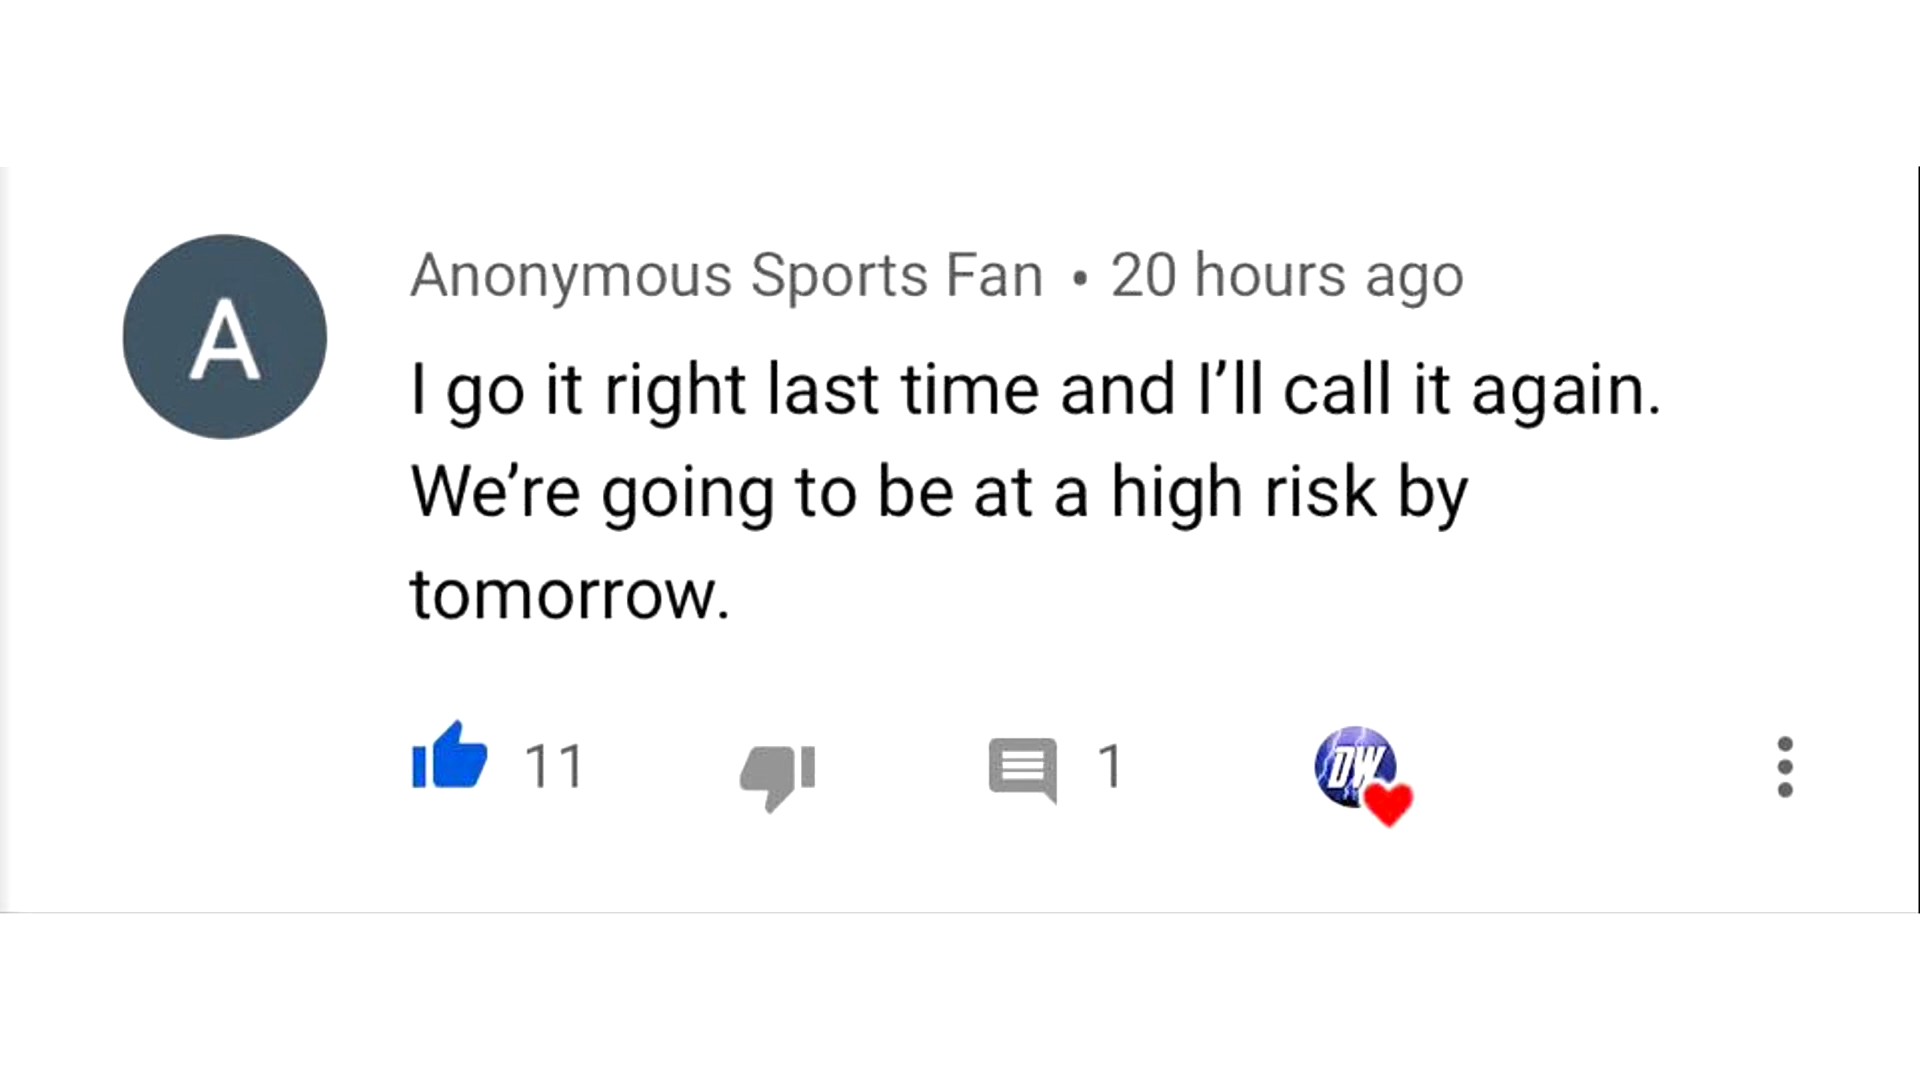 A
Anonymous Sports Fan • 20 hours ago
I go it right last time and I’ll call it again.
We’re going to be at a high risk by
tomorrow.
11 1
DW